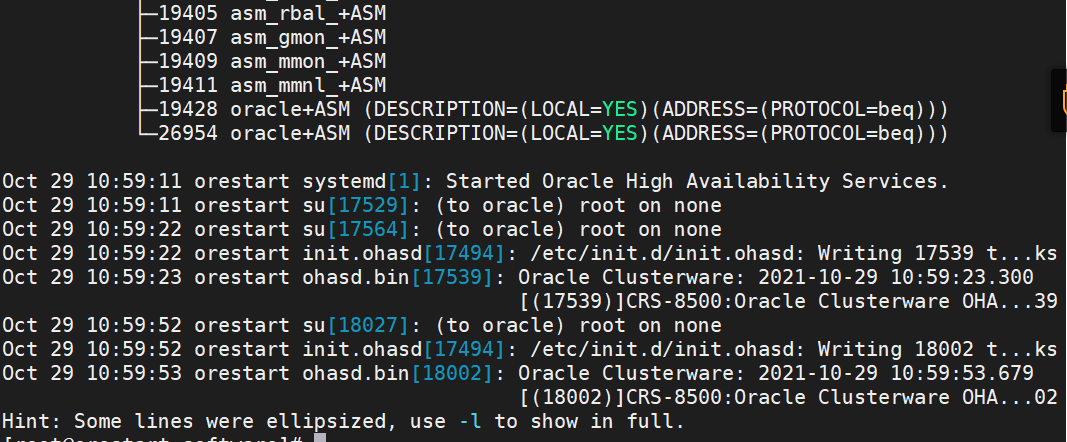 ├─19405 asm_rbal_+ASM
├─19407 asm_gmon_+ASM
├─19409 asm_mmon_+ASM
├─19411 asm_mmnl_+ASM
├─19428 oracle+ASM (DESCRIPTION=(LOCAL=YES)(ADDRESS=(PROTOCOL=beq)))
└─26954 oracle+ASM (DESCRIPTION=(LOCAL=YES)(ADDRESS=(PROTOCOL=beq)))
Oct 29 10:59:11 orestart systemd[1]: Started Oracle High Availability Services.
Oct 29 10:59:11 orestart su[17529]: (to oracle) root on none
Oct 29 10:59:22 orestart su[17564]: (to oracle) root on none
Oct 29 10:59:22 orestart init.ohasd[17494]: /etc/init.d/init.ohasd: Writing 17539 t...ks
Oct 29 10:59:23 orestart ohasd.bin[17539]: Oracle Clusterware: 2021-10-29 10:59:23.300
[(17539)]CRS-8500:Oracle Clusterware OHA...39
Oct 29 10:59:52 orestart su[18027]: (to oracle) root on none
Oct 29 10:59:52 orestart init.ohasd[17494]: /etc/init.d/init.ohasd: Writing 18002 t...ks
Oct 29 10:59:53 orestart ohasd.bin[18002]: Oracle Clusterware: 2021-10-29 10:59:53.679
[(18002)]CRS-8500:Oracle Clusterware OHA...02
Hint: Some lines were ellipsized, use -l to show in full.
[root@orestart software]#